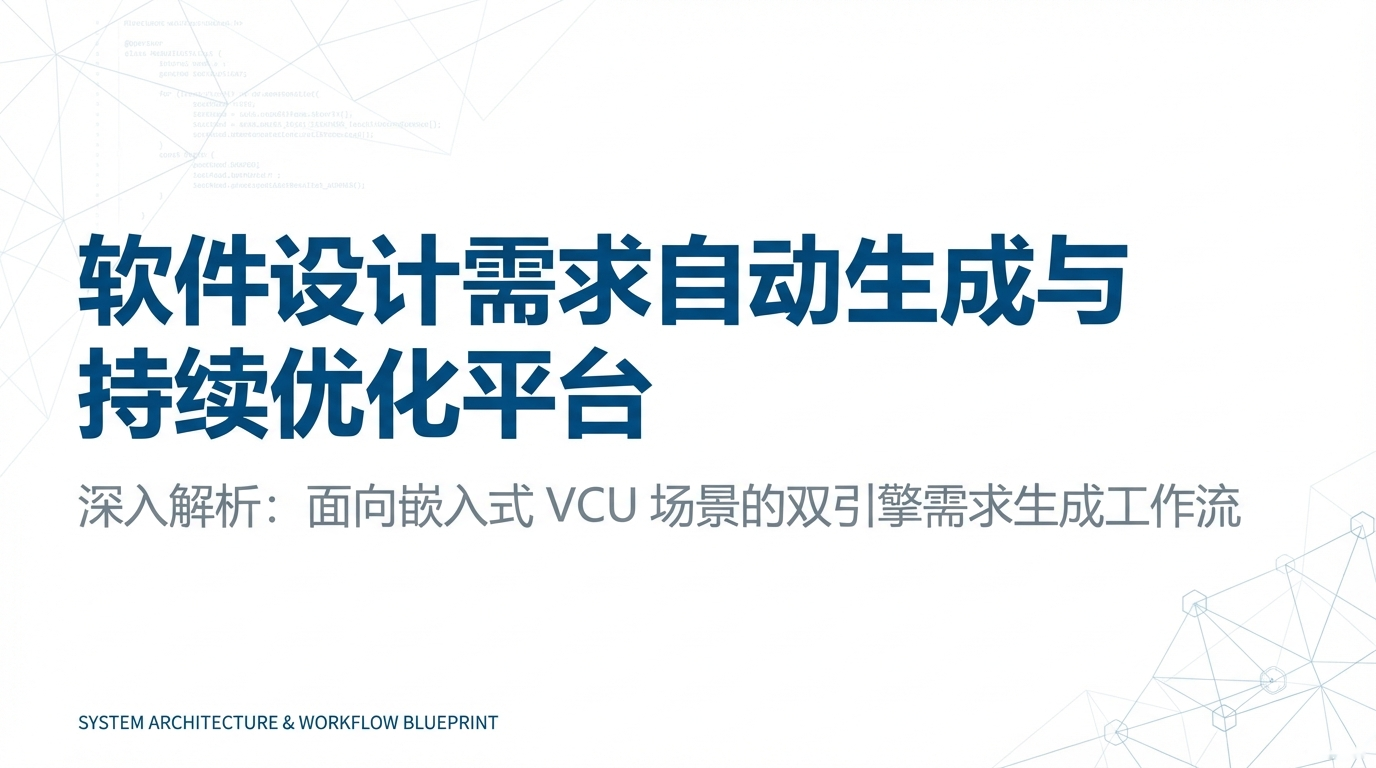 软件设计需求自动生成与
持续优化平台
深入解析：面向嵌入式 VCU 场景的双引擎需求生成工作流
SYSTEM ARCHITECTURE & WORKFLOW BLUEPRINT